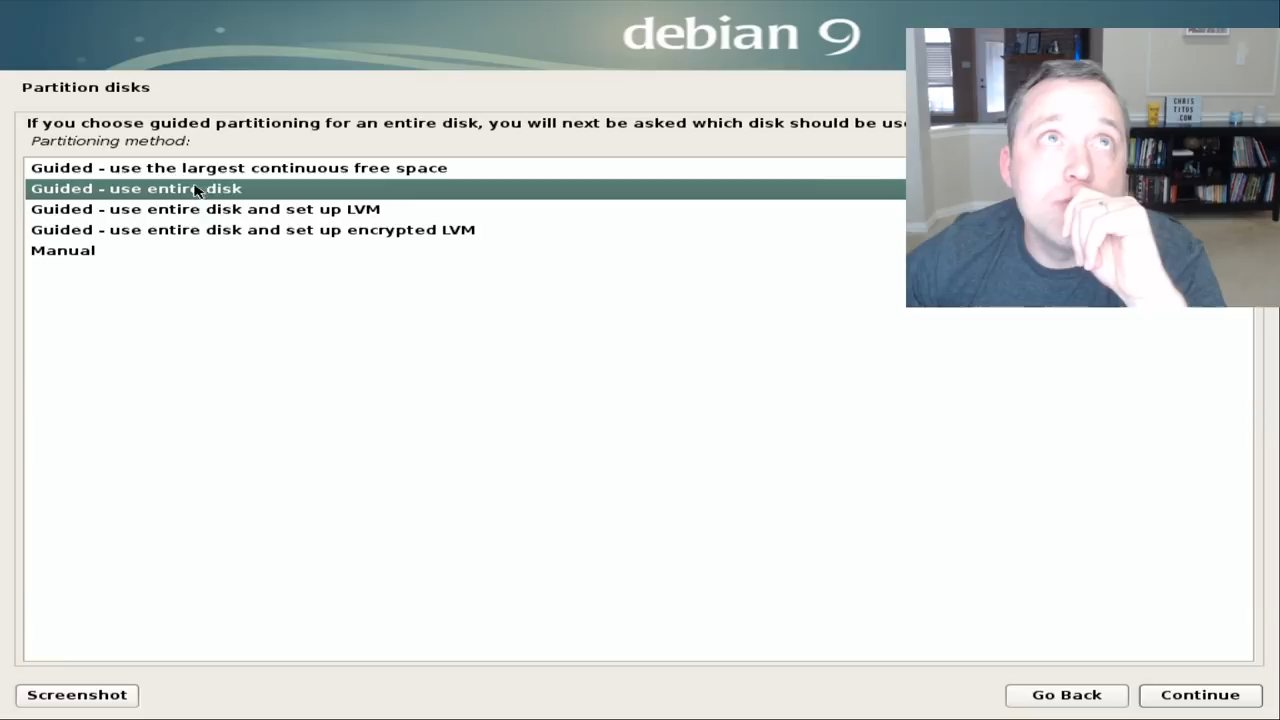 debian 9
Partition disks
If you choose guided partitioning for an entire disk, you will next be asked which disk should be
Partitioning method:
Guided - use the largest continuous free space
Guided - use entire disk
Guided - use entire disk and set up LVM
Guided - use entire disk and set up encrypted LVM
Manual
CHRIS
TITUS
COM
Screenshot
Go Back
Continue